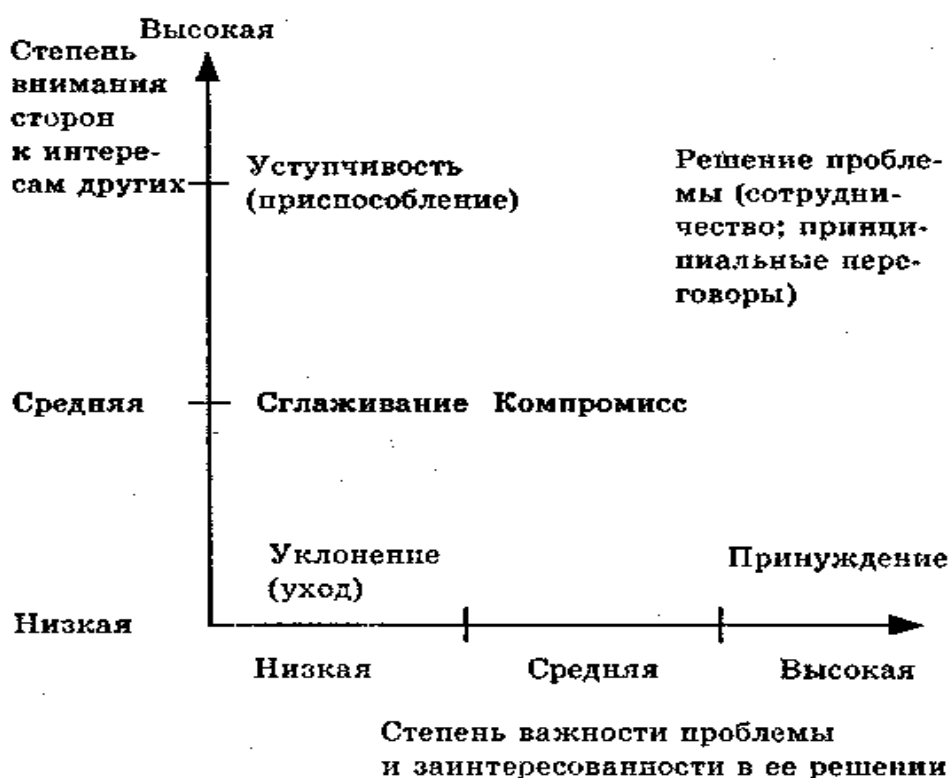 Высокая
Степень
внимания
сторон
к интере-
сам других
Уступчивость
(приспособление)
Решение пробле-
мы (сотрудни-
чество; принци-
пиальные пере-
говоры)
Средняя
Сглаживание
Компромисс
Уклонение
(уход)
Принуждение
Низкая
Низкая
Средняя
Высокая
Степень важности проблемы
и заинтересованности в ее решении